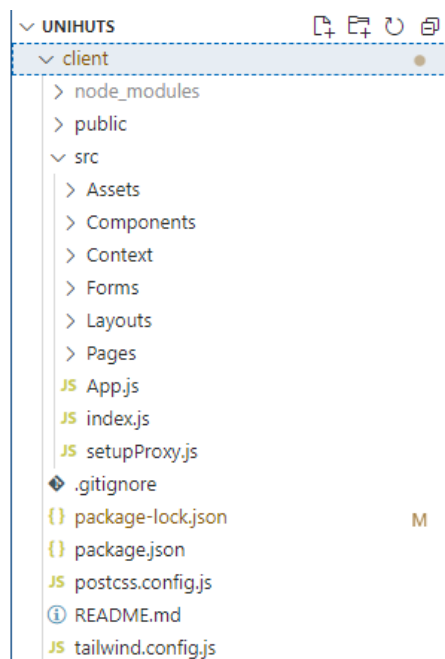 UNIHUTS
client
node_modules
public
src
Assets
Components
Context
Forms
Layouts
Pages
JS App.js
JS index.js
JS setupProxy.js
.gitignore
{} package-lock.json M
{} package.json
JS postcss.config.js
README.md
JS tailwind.config.js